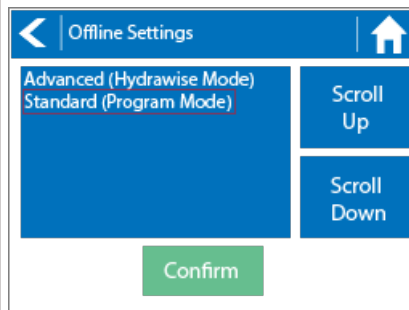 Offline Settings
Advanced (Hydrawise Mode)
Standard (Program Mode)
Scroll
Up
Scroll
Down
Confirm